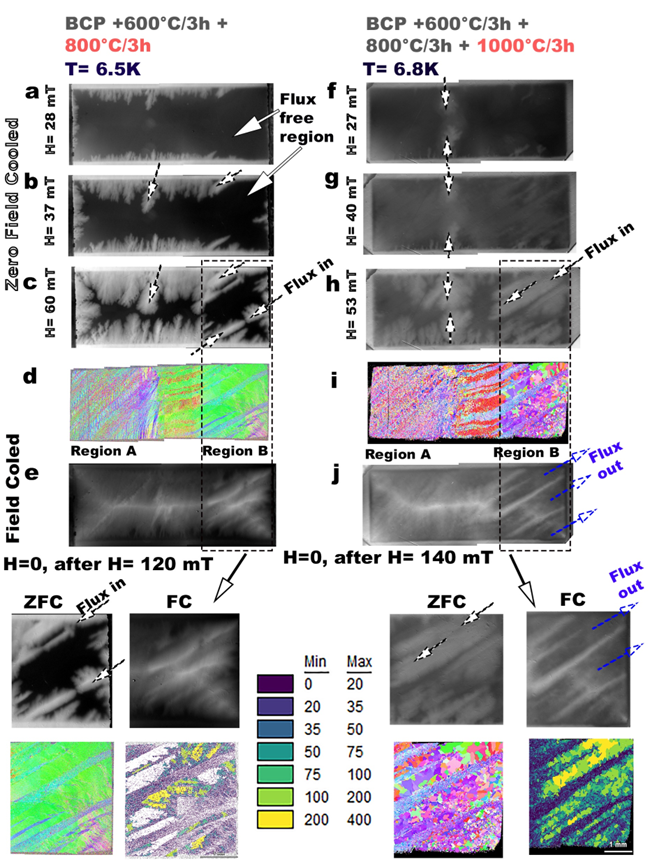 BCP +600°C/3h +
800°C/3h
T= 6.5K
BCP +600°C/3h +
800°C/3h + 1000°C/3h
T= 6.8K
Zero Field Cooled
a
H= 28 mT
Flux
free
region
b
H= 37 mT
c
H= 60 mT
Flux in
d
Region A
Region B
Field Coled
e
H=0, after H= 120 mT
f
H= 27 mT
g
H= 40 mT
h
H= 53 mT
Flux in
i
Region A
Region B
j
Flux
out
H=0, after H= 140 mT
ZFC
Flux in
FC
Min Max
0 20
20 35
35 50
50 75
75 100
100 200
200 400
ZFC
FC
Flux
out
1 mm